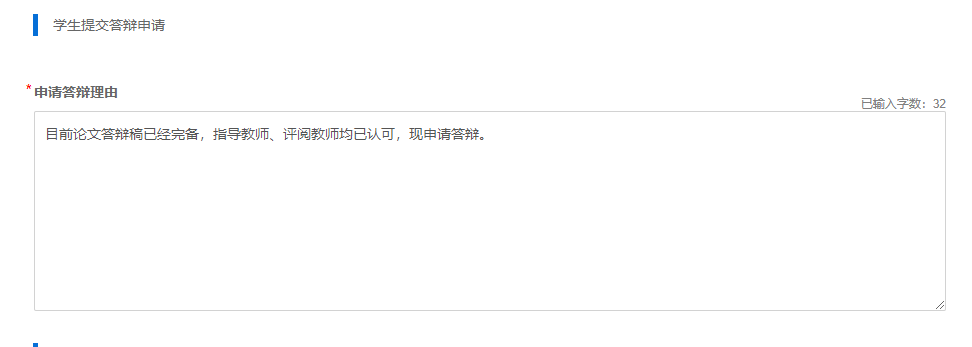 学生提交答辩申请
*申请答辩理由
已输入字数：32
目前论文答辩稿已经完备，指导教师、评阅教师均已认可，现申请答辩。